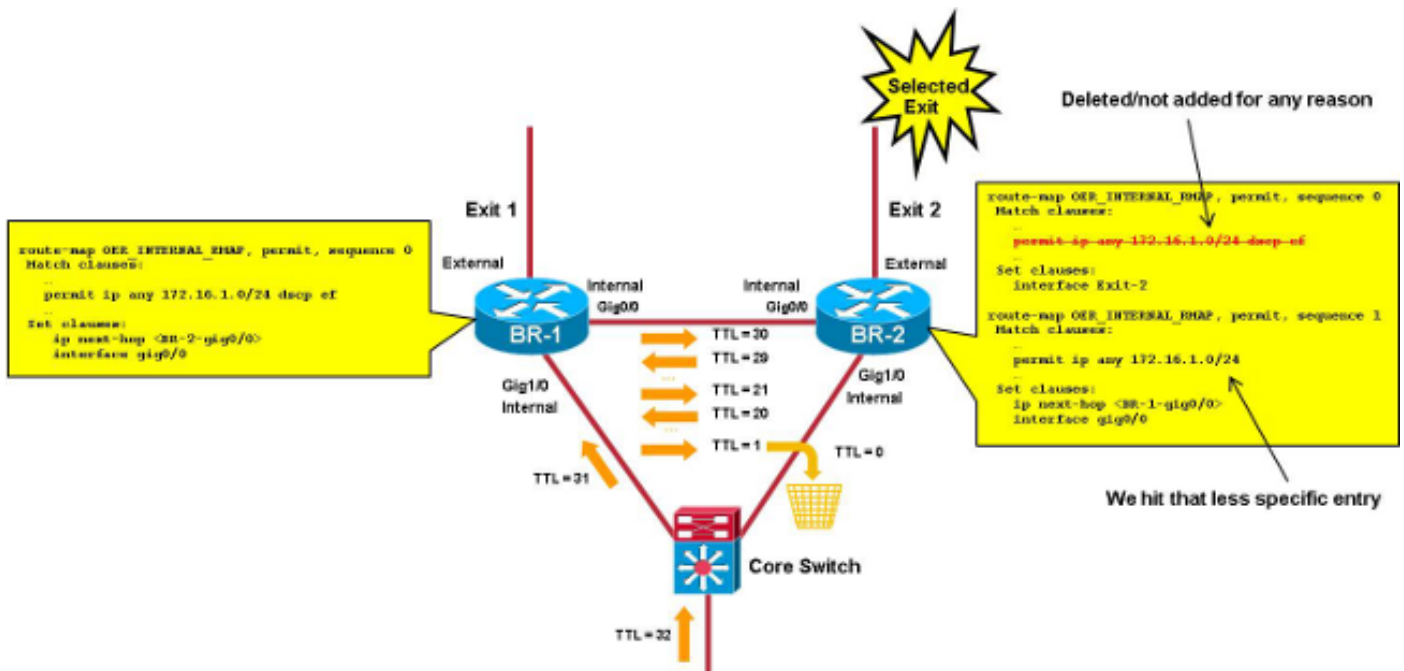 Selected
Exit
Deleted/not added for any reason
Exit 1
Exit 2
route-map OER_INTERNAL_RMAP, permit, sequence 0
Match clauses:
…
permit ip any 172.16.1.0/24 dscp ef
…
Set clauses:
ip next-hop <BR-2-gig0/0>
interface gig0/0
External
Internal
Gig0/0
Internal
Gig0/0
External
BR-1
BR-2
route-map OER_INTERNAL_RMAP, permit, sequence 0
Match clauses:
…
permit ip any 172.16.1.0/24 dscp ef
…
Set clauses:
interface Exit-2
route-map OER_INTERNAL_RMAP, permit, sequence 1
Match clauses:
…
permit ip any 172.16.1.0/24
…
Set clauses:
ip next-hop <BR-1-gig0/0>
interface gig0/0
TTL = 30
TTL = 29
...
TTL = 21
TTL = 20
...
TTL = 1
TTL = 0
Gig1/0
Internal
Gig1/0
Internal
TTL = 31
We hit that less specific entry
Core Switch
TTL = 32